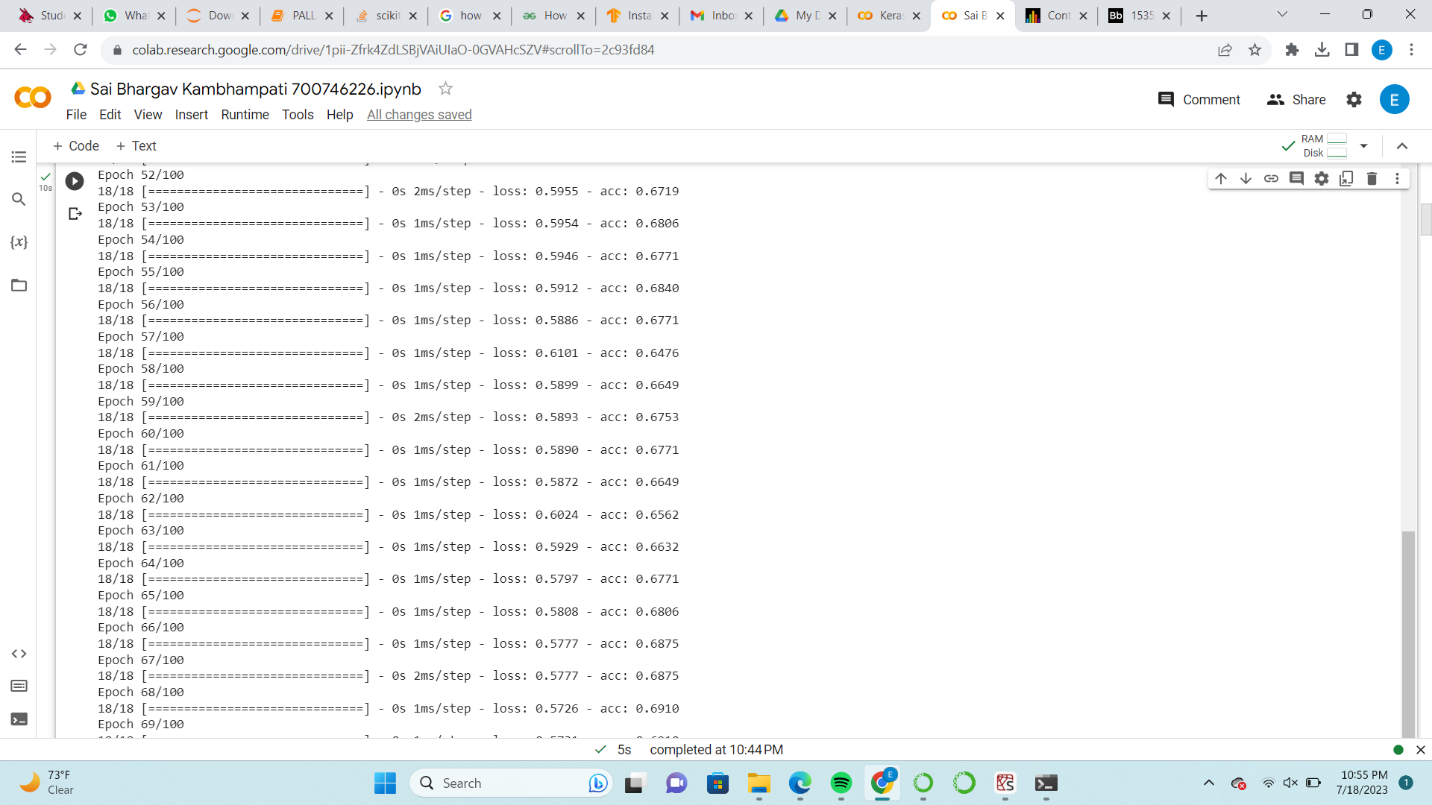 Stude
What
Dow
PALL
scikit
how
How
Insta
Inbo
My D
Keras
Sai B
Cont
Bb 1535
colab.research.google.com/drive/1pii-Zfrk4ZdLSBjVAiUIaO-0GVAHcSZV#scrollTo=2c93fd84
E
CO Sai Bhargav Kambhampati 700746226.ipynb
Comment Share E
File Edit View Insert Runtime Tools Help All changes saved
+ Code + Text
RAM
Disk
10s
Epoch 52/100
18/18 [==============================] - 0s 2ms/step - loss: 0.5955 - acc: 0.6719
Epoch 53/100
18/18 [==============================] - 0s 1ms/step - loss: 0.5954 - acc: 0.6806
Epoch 54/100
18/18 [==============================] - 0s 1ms/step - loss: 0.5946 - acc: 0.6771
Epoch 55/100
18/18 [==============================] - 0s 1ms/step - loss: 0.5912 - acc: 0.6840
Epoch 56/100
18/18 [==============================] - 0s 1ms/step - loss: 0.5886 - acc: 0.6771
Epoch 57/100
18/18 [==============================] - 0s 1ms/step - loss: 0.6101 - acc: 0.6476
Epoch 58/100
18/18 [==============================] - 0s 1ms/step - loss: 0.5899 - acc: 0.6649
Epoch 59/100
18/18 [==============================] - 0s 2ms/step - loss: 0.5893 - acc: 0.6753
Epoch 60/100
18/18 [==============================] - 0s 1ms/step - loss: 0.5890 - acc: 0.6771
Epoch 61/100
18/18 [==============================] - 0s 1ms/step - loss: 0.5872 - acc: 0.6649
Epoch 62/100
18/18 [==============================] - 0s 1ms/step - loss: 0.6024 - acc: 0.6562
Epoch 63/100
18/18 [==============================] - 0s 1ms/step - loss: 0.5929 - acc: 0.6632
Epoch 64/100
18/18 [==============================] - 0s 1ms/step - loss: 0.5797 - acc: 0.6771
Epoch 65/100
18/18 [==============================] - 0s 1ms/step - loss: 0.5808 - acc: 0.6806
Epoch 66/100
18/18 [==============================] - 0s 1ms/step - loss: 0.5777 - acc: 0.6875
Epoch 67/100
18/18 [==============================] - 0s 2ms/step - loss: 0.5777 - acc: 0.6875
Epoch 68/100
18/18 [==============================] - 0s 1ms/step - loss: 0.5726 - acc: 0.6910
Epoch 69/100
5s completed at 10:44 PM
73°F
Clear
Search
10:55 PM
7/18/2023
1